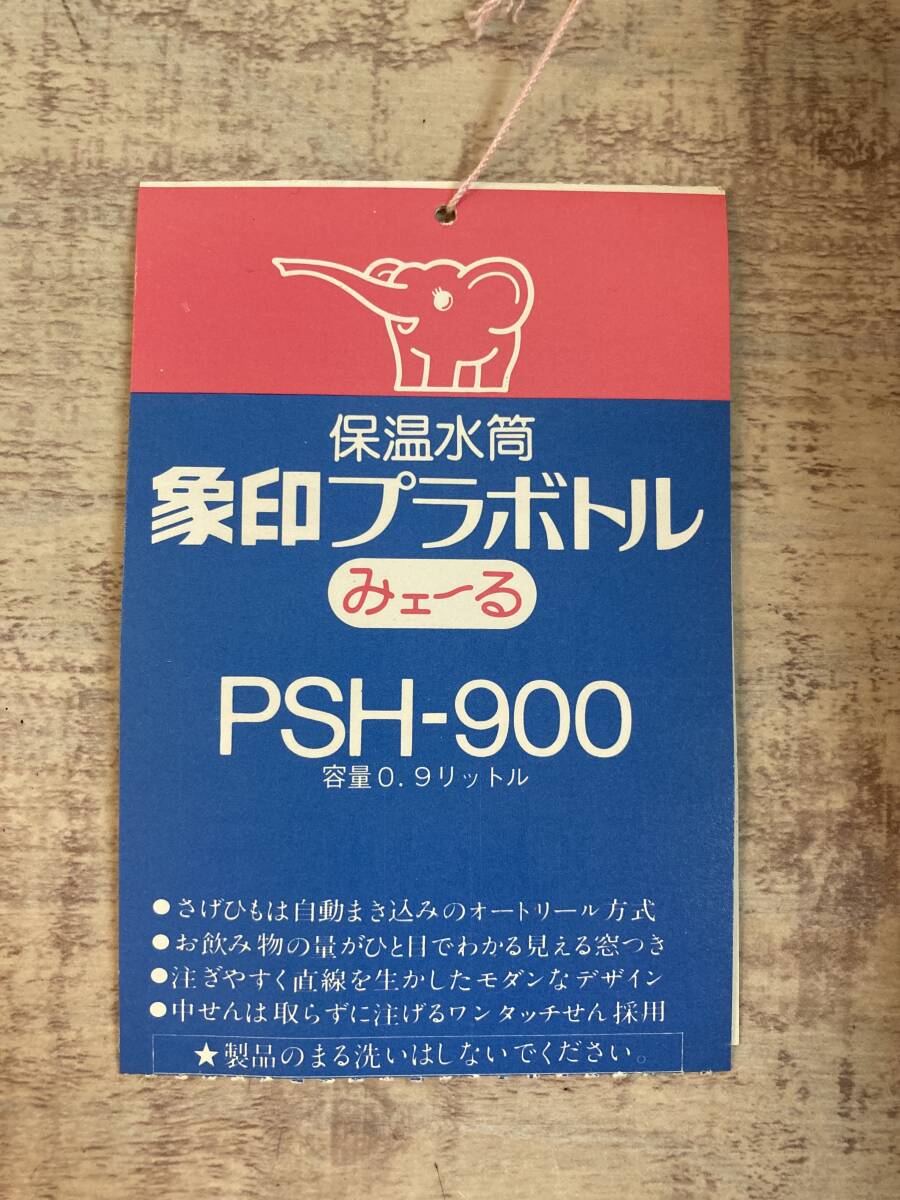 保温水筒
象印プラボトル
みエ〜る
PSH-900
容量0.9リットル
●さげひもは自動まき込みのオートリール方式
●お飲み物の量がひと目でわかる見える窓つき
●注ぎやすく直線を生かしたモダンなデザイン
●中せんは取らずに注げるワンタッチせん採用
★製品のまる洗いはしないでください。